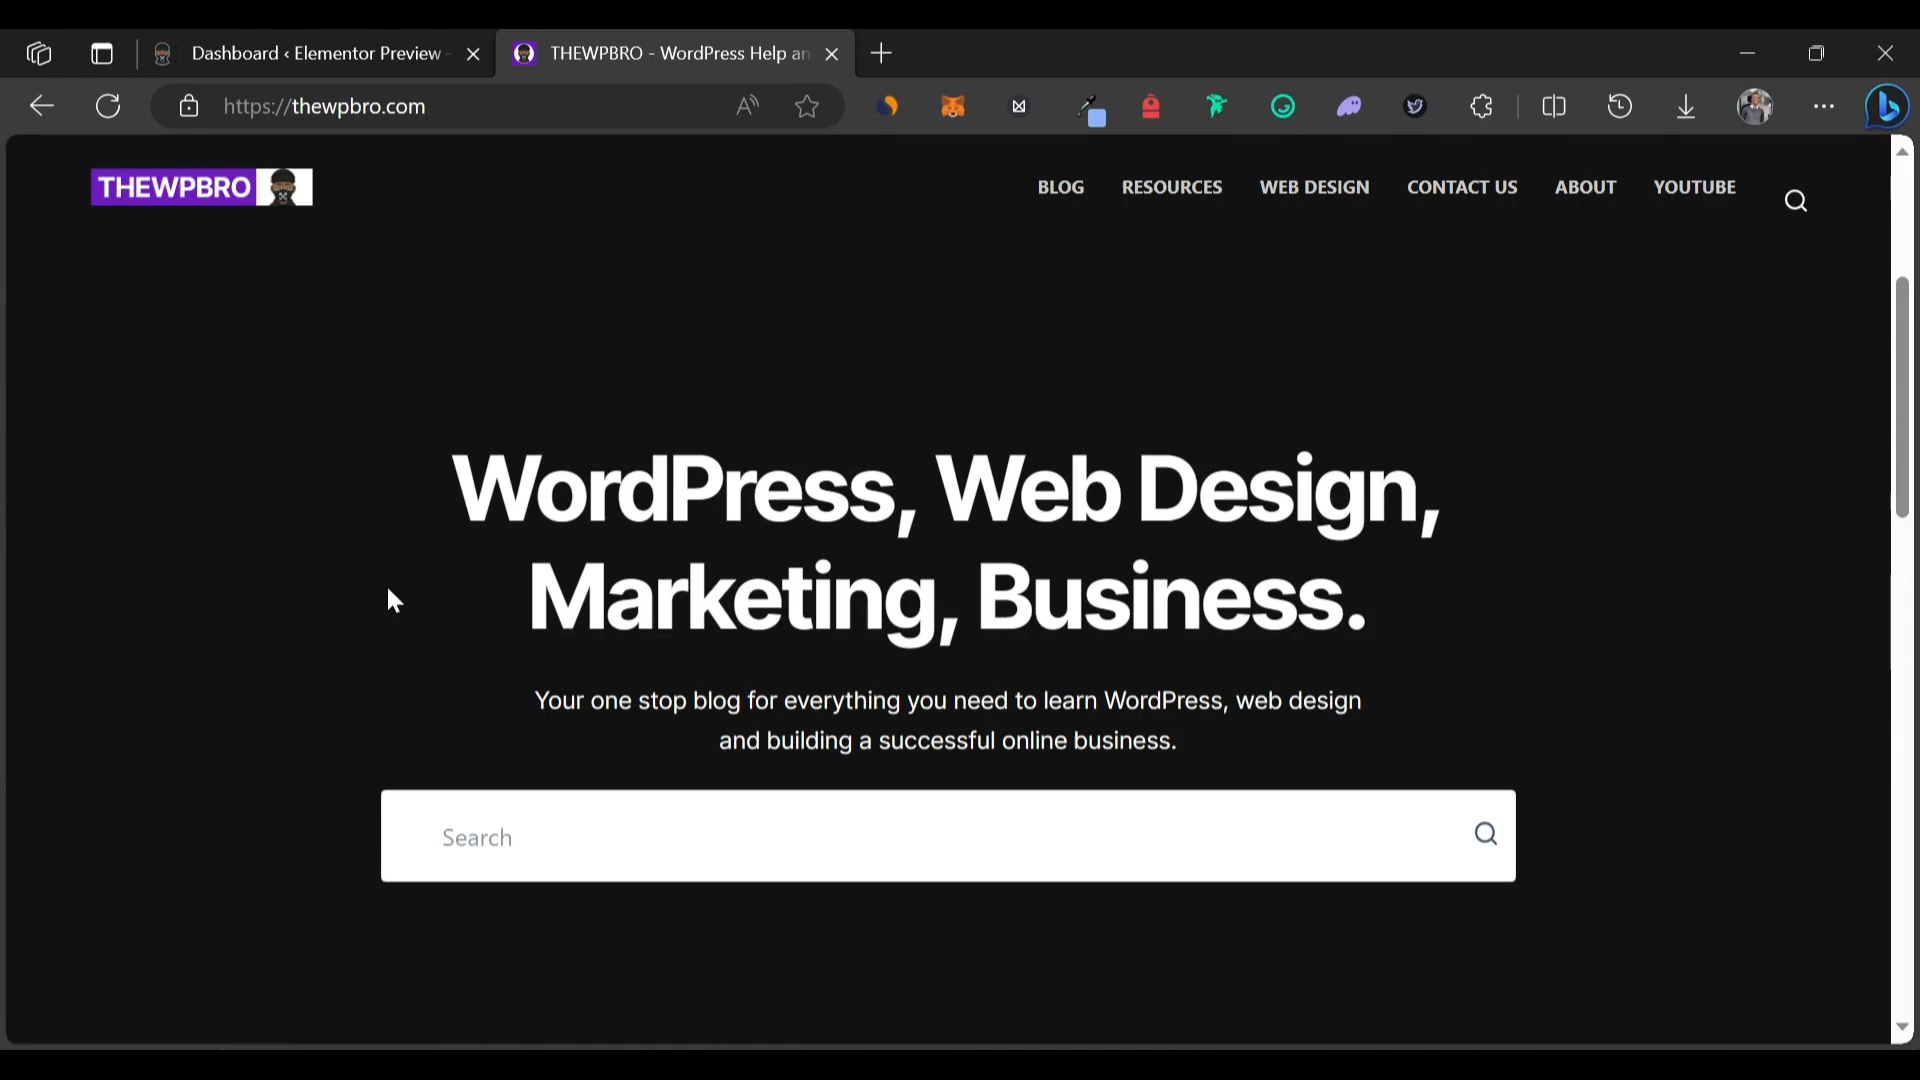 Dashboard ‹ Elementor Preview -
THEWPBRO - WordPress Help an
https://thewpbro.com
THEWPBRO
BLOG
RESOURCES
WEB DESIGN
CONTACT US
ABOUT
YOUTUBE
WordPress, Web Design,
Marketing, Business.
Your one stop blog for everything you need to learn WordPress, web design
and building a successful online business.
Search